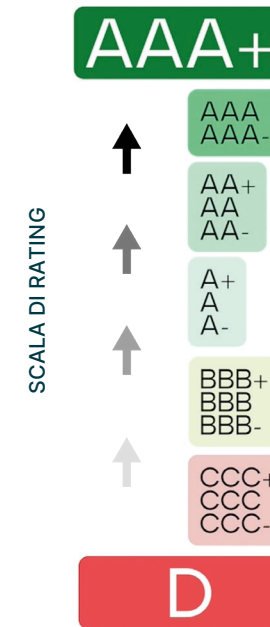 AAA+
AAA
AAA-
AA+
AA
AA-
A+
A
A-
BBB+
BBB
BBB-
CCC+
CCC
CCC-
D
SCALA DI RATING